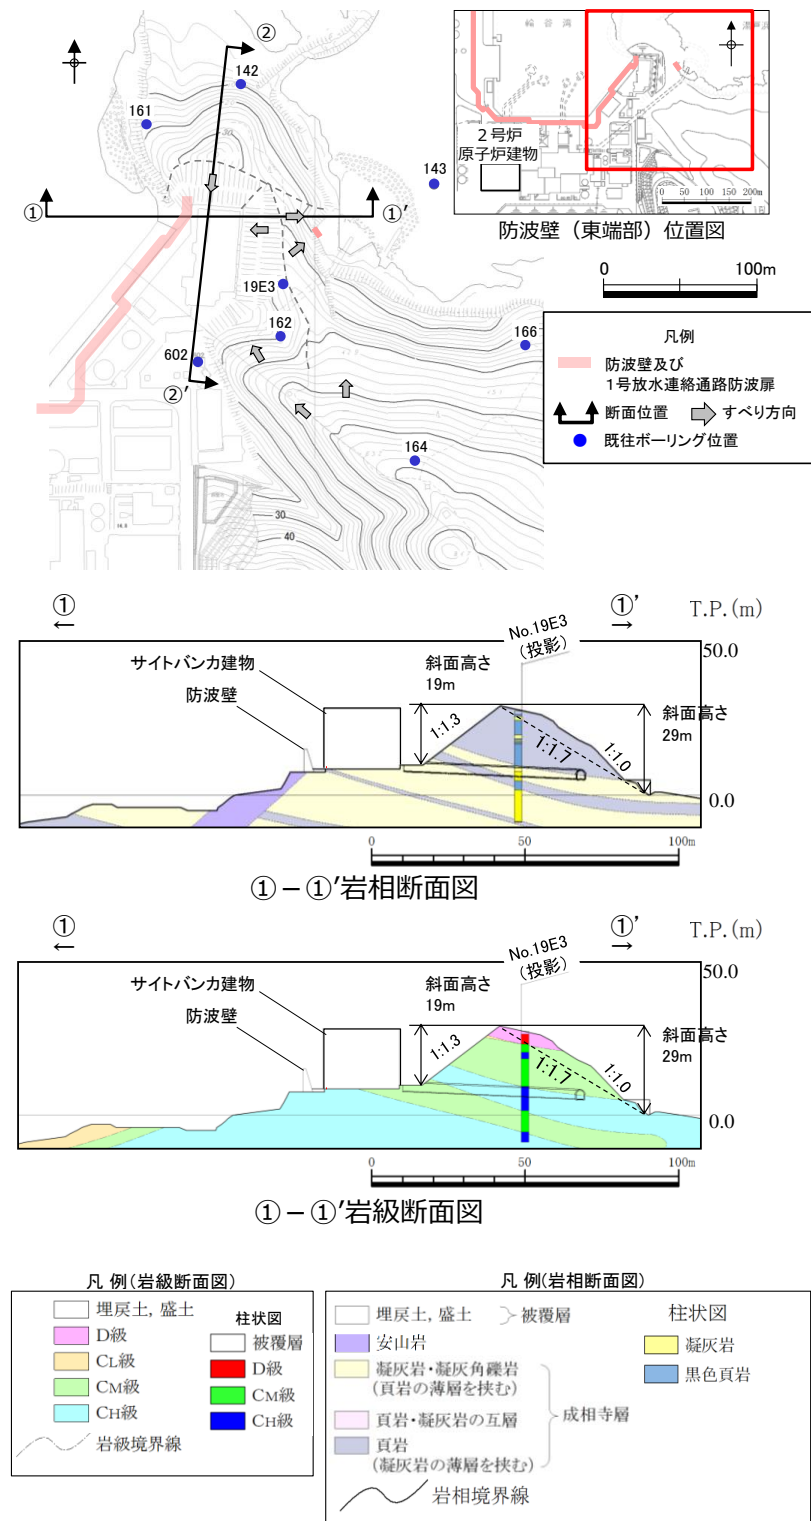 ②
142
161
30
143
①
①’
19E3
162
602
②’
166
164
30
40
輪谷湾
２号炉
原子炉建物
0 50 100 150 200m
防波壁（東端部）位置図
0 100m
凡例
防波壁及び
１号放水連絡通路防波扉
断面位置 すべり方向
既往ボーリング位置
① ①’ T.P.(m)
No.19E3
(投影)
50.0
サイトバンカ建物
防波壁
斜面高さ
19m
斜面高さ
29m
1:1.3
1:1.7
1:1.0
0.0
0 50 100m
①－①’岩相断面図
① ①’ T.P.(m)
No.19E3
(投影)
50.0
サイトバンカ建物
防波壁
斜面高さ
19m
斜面高さ
29m
1:1.3
1:1.7
1:1.0
0.0
0 50 100m
①－①’岩級断面図
凡 例(岩級断面図)
埋戻土, 盛土
D級
CL級
CM級
CH級
岩級境界線
柱状図
被覆層
D級
CM級
CH級
凡 例(岩相断面図)
埋戻土, 盛土 被覆層
安山岩
凝灰岩・凝灰角礫岩
(頁岩の薄層を挟む)
頁岩・凝灰岩の互層
頁岩
(凝灰岩の薄層を挟む)
成相寺層
岩相境界線
柱状図
凝灰岩
黒色頁岩